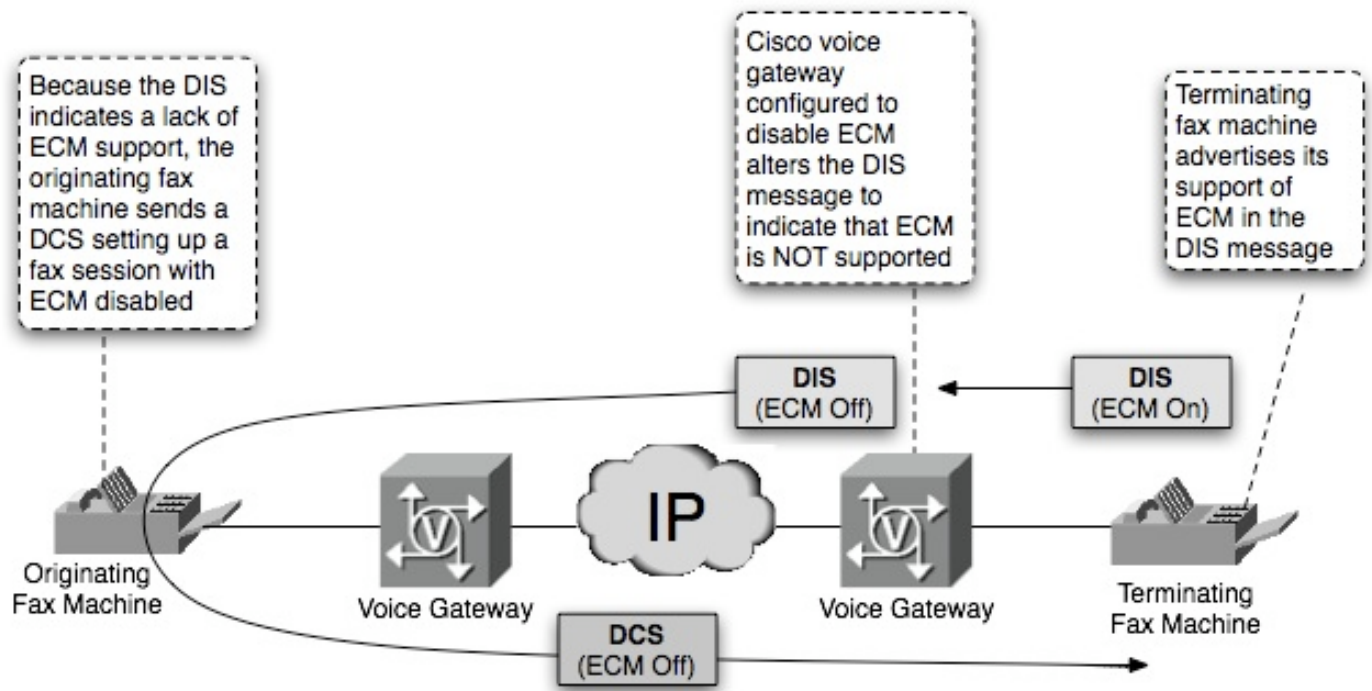 Because the DIS
indicates a lack of
ECM support, the
originating fax
machine sends a
DCS setting up a
fax session with
ECM disabled
Cisco voice
gateway
configured to
disable ECM
alters the DIS
message to
indicate that ECM
is NOT supported
Terminating
fax machine
advertises its
support of
ECM in the
DIS message
DIS
(ECM Off)
DIS
(ECM On)
V
IP
V
Originating
Fax Machine
Voice Gateway
Voice Gateway
Terminating
Fax Machine
DCS
(ECM Off)